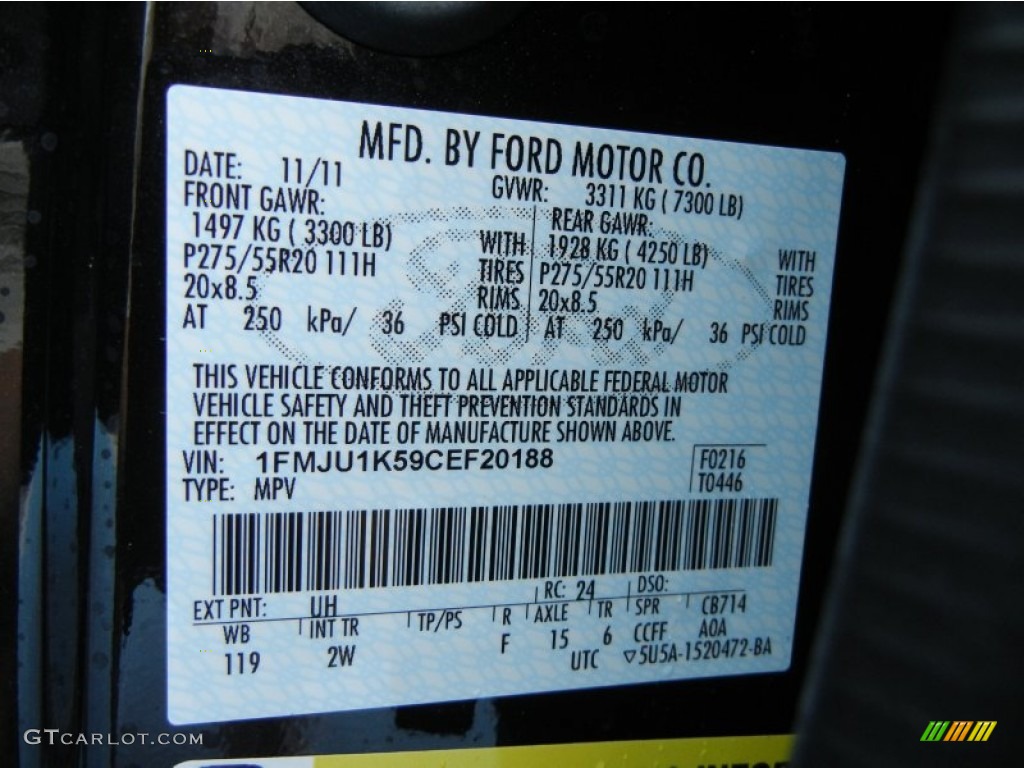 MFD. BY FORD MOTOR CO.
DATE: 11/11 GVWR: 3311 KG ( 7300 LB)
FRONT GAWR: REAR GAWR:
1497 KG ( 3300 LB) WITH 1928 KG ( 4250 LB) WITH
P275/55R20 111H TIRES P275/55R20 111H TIRES
20x8.5 RIMS 20x8.5 RIMS
AT 250 kPa/ 36 PSI COLD AT 250 kPa/ 36 PSI COLD
THIS VEHICLE CONFORMS TO ALL APPLICABLE FEDERAL MOTOR
VEHICLE SAFETY AND THEFT PREVENTION STANDARDS IN
EFFECT ON THE DATE OF MANUFACTURE SHOWN ABOVE.
VIN: 1FMJU1K59CEF20188 F0216
TYPE: MPV T0446
EXT PNT: UH RC: 24 DSO:
WB INT TR TP/PS R AXLE TR SPR CB714
119 2W F 15 6 CCFF AOA
UTC ▽5U5A-1520472-BA
GTCARLOT.COM